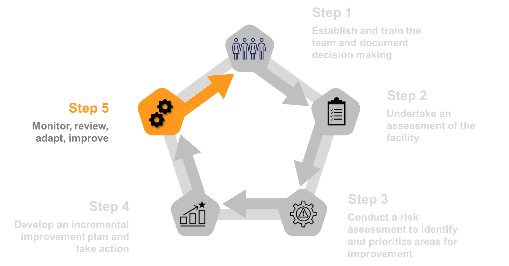 Step 1
Establish and train the
team and document
decision making
Step 2
Undertake an
assessment of the
facility
Step 3
Conduct a risk
assessment to identify
and prioritize areas for
improvement
Step 4
Develop an incremental
improvement plan and
take action
Step 5
Monitor, review,
adapt, improve